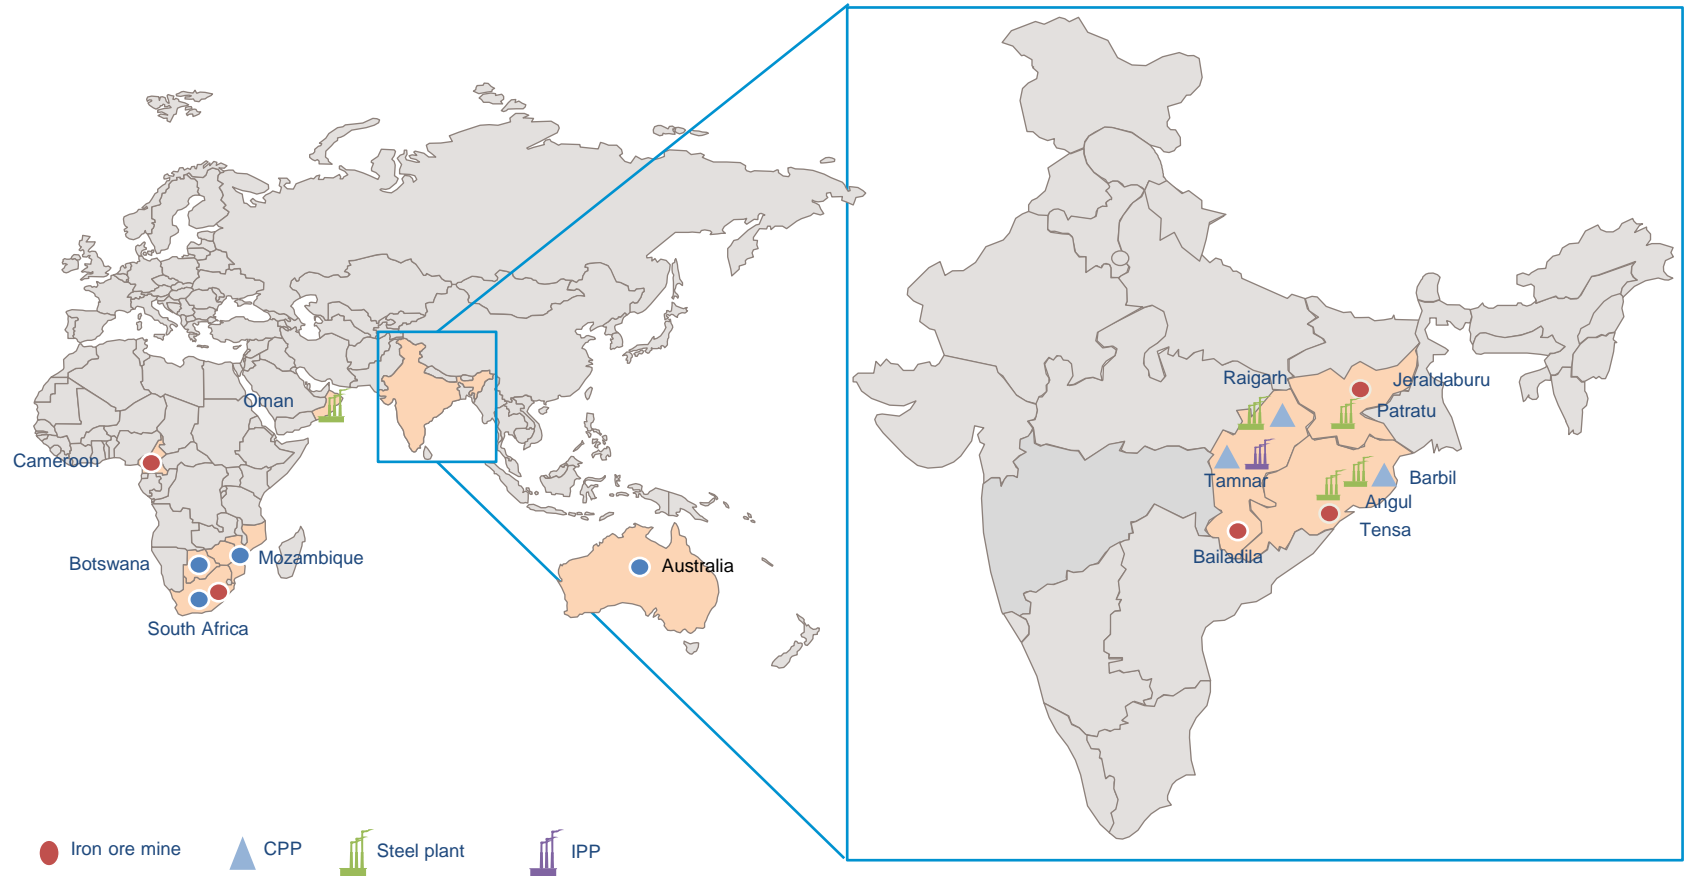 Oman
Cameroon
Botswana
Mozambique
South Africa
Australia
Raigarh
Jeraldaburu
Patratu
Tamnar
Barbil
Angul
Tensa
Bailadila
Iron ore mine
CPP
Steel plant
IPP